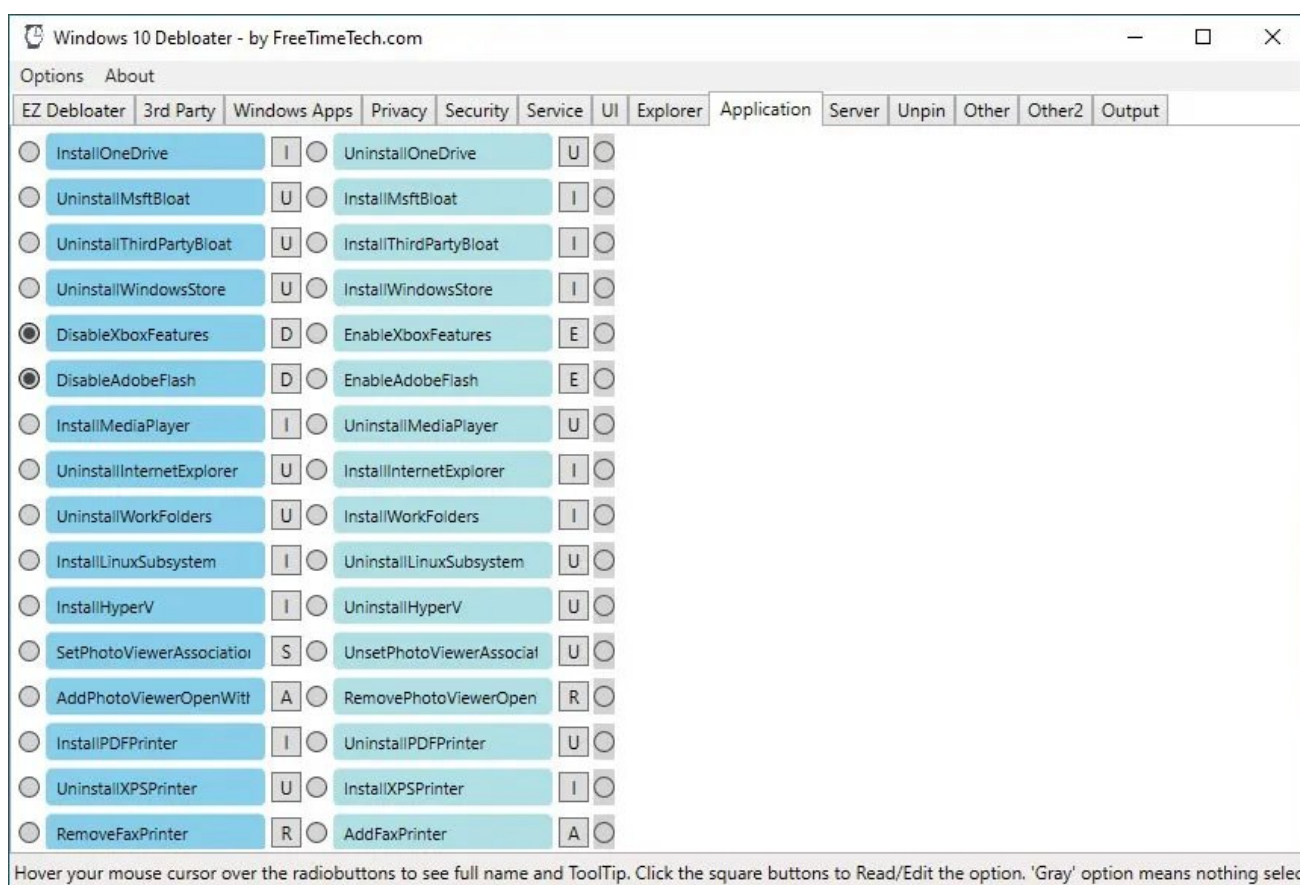 Windows 10 Debloater - by FreeTimeTech.com
Options About
EZ Debloater 3rd Party Windows Apps Privacy Security Service UI Explorer Application Server Unpin Other Other2 Output
InstallOneDrive I UninstallOneDrive U
UninstallMsftBloat U InstallMsftBloat I
UninstallThirdPartyBloat U InstallThirdPartyBloat I
UninstallWindowsStore U InstallWindowsStore I
DisableXboxFeatures D EnableXboxFeatures E
DisableAdobeFlash D EnableAdobeFlash E
InstallMediaPlayer I UninstallMediaPlayer U
UninstallInternetExplorer U InstallInternetExplorer I
UninstallWorkFolders U InstallWorkFolders I
InstallLinuxSubsystem I UninstallLinuxSubsystem U
InstallHyperV I UninstallHyperV U
SetPhotoViewerAssociation S UnsetPhotoViewerAssociat U
AddPhotoViewerOpenWith A RemovePhotoViewerOpen R
InstallPDFPrinter I UninstallPDFPrinter U
UninstallXPSPrinter U InstallXPSPrinter I
RemoveFaxPrinter R AddFaxPrinter A
Hover your mouse cursor over the radiobuttons to see full name and ToolTip. Click the square buttons to Read/Edit the option. 'Gray' option means nothing selec